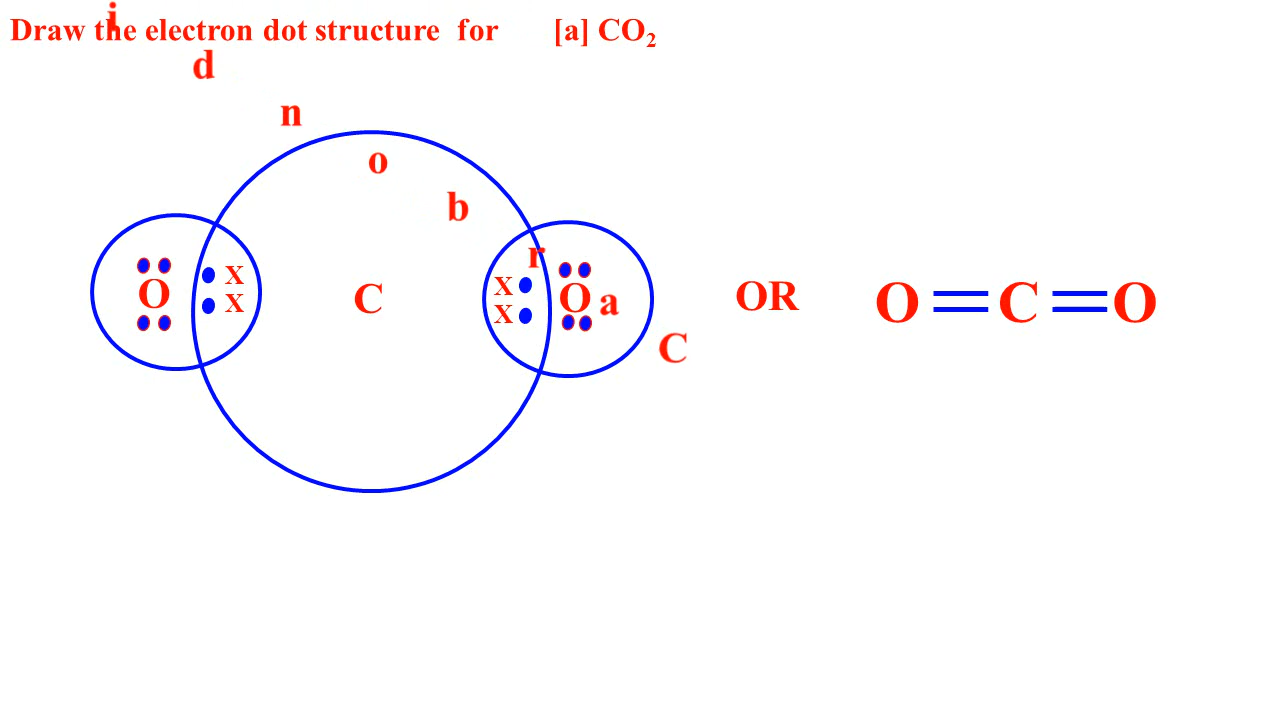 Draw the electron dot structure for [a] CO₂
i
d
n
o
b
r
a
C
O X X
C
X X O
OR O C O